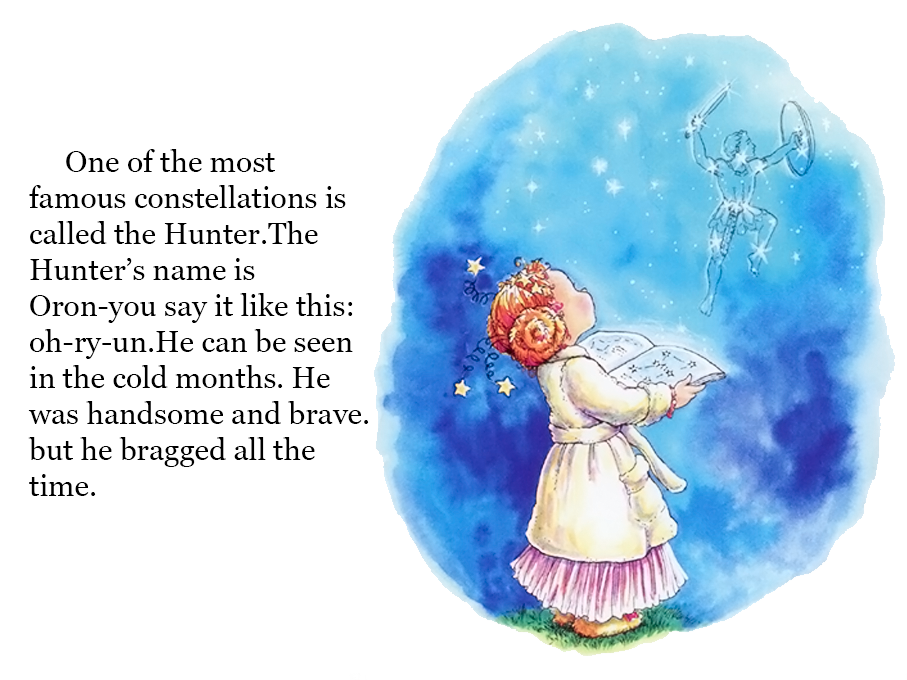 One of the most
famous constellations is
called the Hunter.The
Hunter’s name is
Oron-you say it like this:
oh-ry-un.He can be seen
in the cold months. He
was handsome and brave.
but he bragged all the
time.